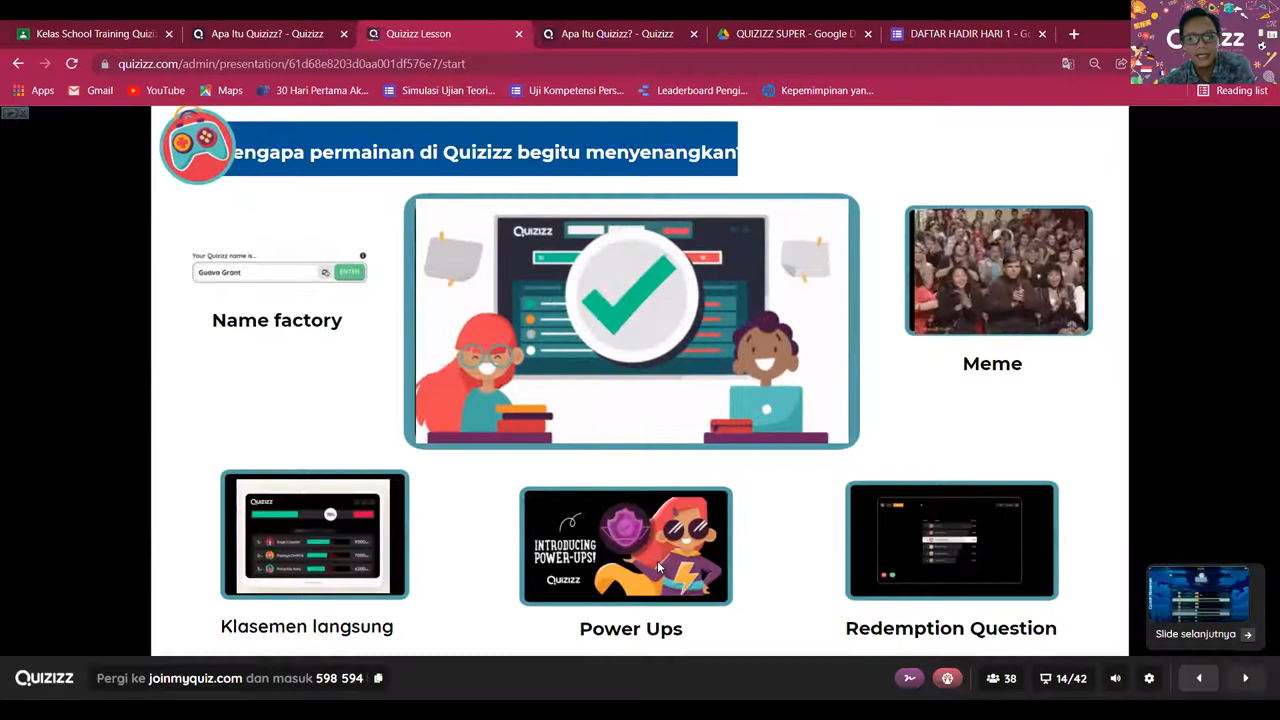 Kelas School Training Quiziz
Apa Itu Quizizz? - Quizizz
Quizizz Lesson
Apa Itu Quizizz? - Quizizz
QUIZIZZ SUPER - Google D
DAFTAR HADIR HARI 1 - Go
quizizz.com/admin/presentation/61d68e8203d0aa001df576e7/start
Apps
Gmail
YouTube
Maps
30 Hari Pertama Ak...
Simulasi Ujian Teori...
Uji Kompetensi Pers...
Leaderboard Pengi...
Kepemimpinan yan...
Reading list
engapa permainan di Quizizz begitu menyenangkan?
Your Quizizz name is...
Guava Grant
ENTER
Name factory
QUIZIZZ
Meme
QUIZIZZ
Klasemen langsung
INTRODUCING
POWER-UPS!
QUIZIZZ
Power Ups
Redemption Question
Slide selanjutnya
QUIZIZZ
Pergi ke joinmyquiz.com dan masuk 598 594
38
14/42